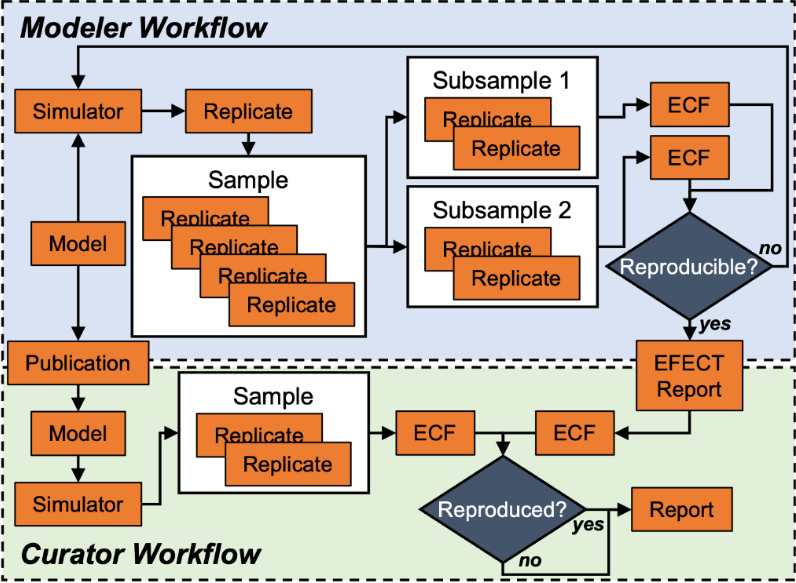 Modeler Workflow
Simulator
Replicate
Sample
Replicate
Replicate
Replicate
Replicate
Model
Subsample 1
Replicate
Replicate
Subsample 2
Replicate
Replicate
ECF
ECF
Reproducible?
no
yes
Publication
EFECT
Report
Model
Simulator
Sample
Replicate
Replicate
ECF
ECF
Reproduced?
yes
no
Report
Curator Workflow